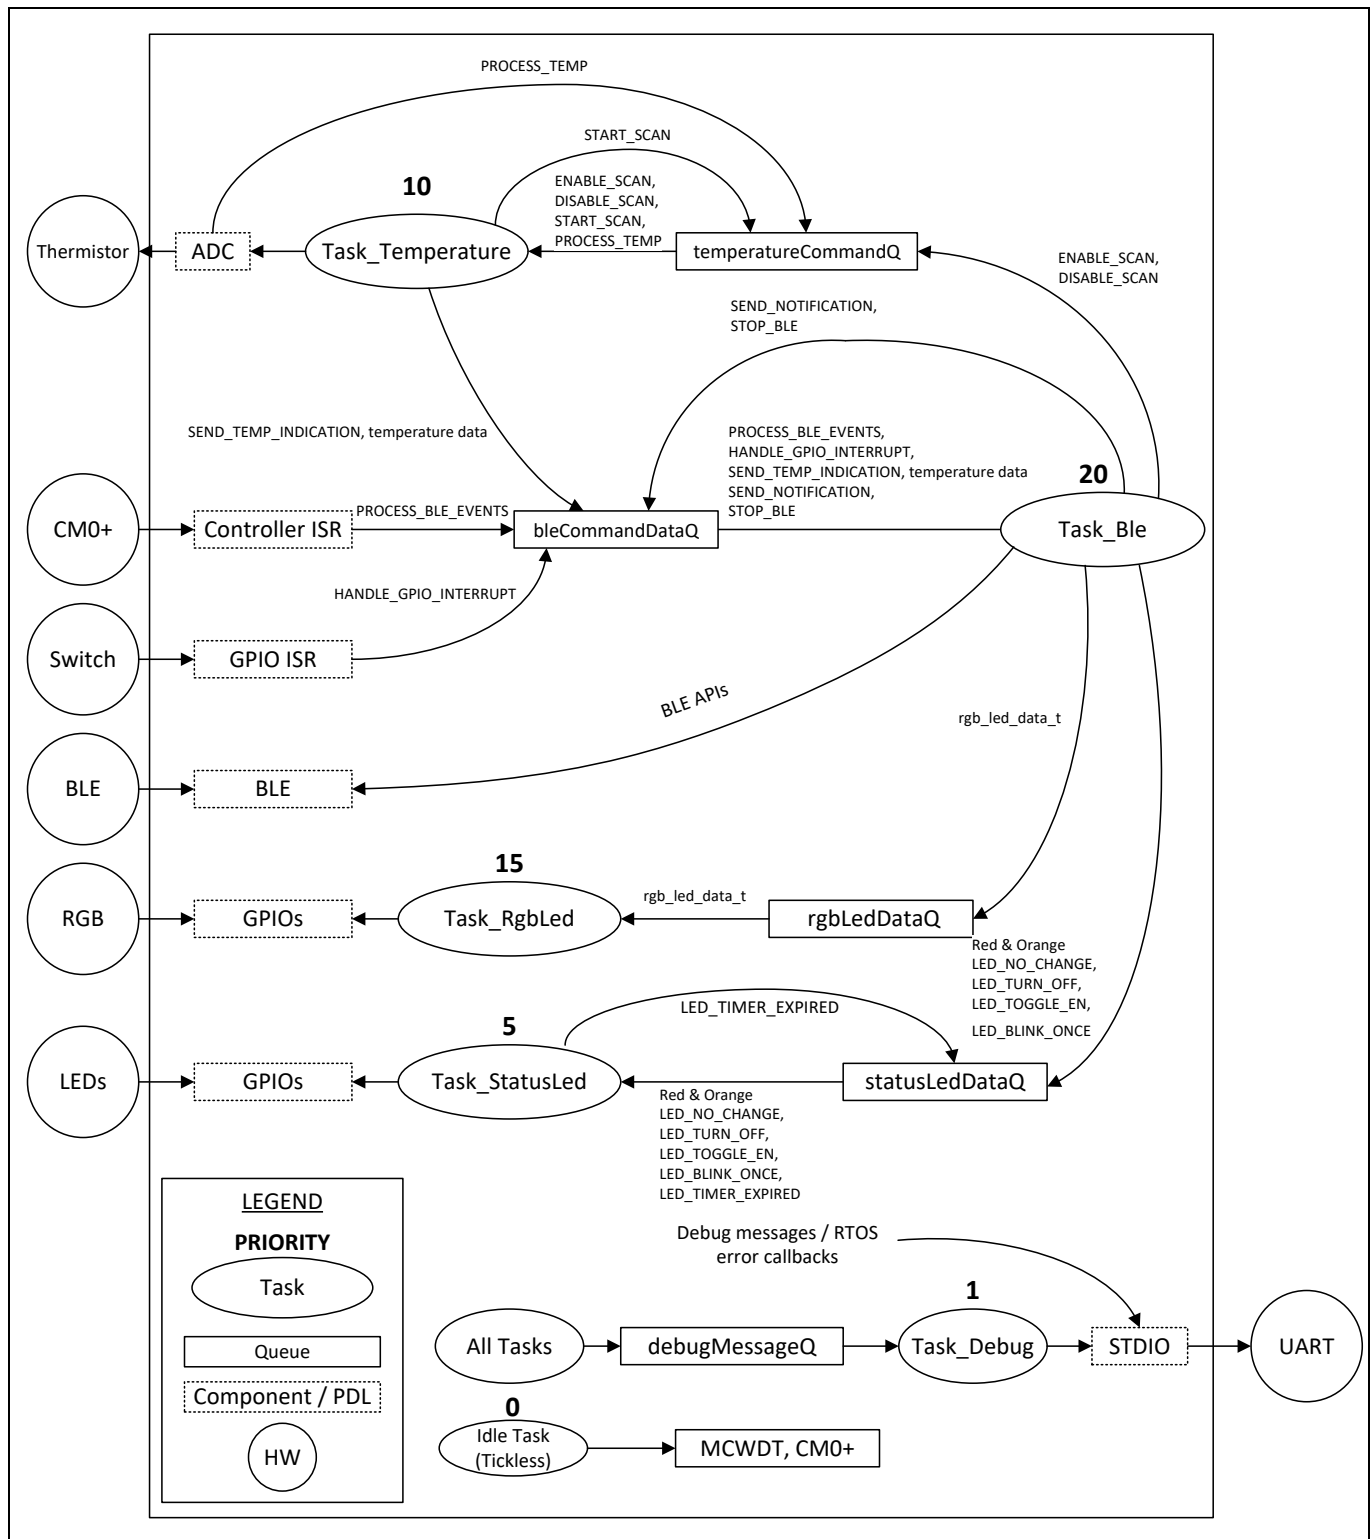 PROCESS_TEMP
START_SCAN
10
ENABLE_SCAN,
DISABLE_SCAN,
START_SCAN,
PROCESS_TEMP
Thermistor
ADC
Task_Temperature
temperatureCommandQ
ENABLE_SCAN,
DISABLE_SCAN
SEND_NOTIFICATION,
STOP_BLE
SEND_TEMP_INDICATION, temperature data
PROCESS_BLE_EVENTS,
HANDLE_GPIO_INTERRUPT,
SEND_TEMP_INDICATION, temperature data
SEND_NOTIFICATION,
STOP_BLE
20
CM0+
Controller ISR
PROCESS_BLE_EVENTS
bleCommandDataQ
Task_Ble
HANDLE_GPIO_INTERRUPT
Switch
GPIO ISR
BLE APIs
rgb_led_data_t
BLE
BLE
15
RGB
GPIOs
Task_RgbLed
rgb_led_data_t
rgbLedDataQ
Red & Orange
LED_NO_CHANGE,
LED_TURN_OFF,
LED_TOGGLE_EN,
LED_BLINK_ONCE
LED_TIMER_EXPIRED
5
LEDs
GPIOs
Task_StatusLed
statusLedDataQ
Red & Orange
LED_NO_CHANGE,
LED_TURN_OFF,
LED_TOGGLE_EN,
LED_BLINK_ONCE,
LED_TIMER_EXPIRED
LEGEND
PRIORITY
Task
Queue
Component / PDL
HW
Debug messages / RTOS
error callbacks
1
All Tasks
debugMessageQ
Task_Debug
STDIO
UART
0
Idle Task
(Tickless)
MCWDT, CM0+